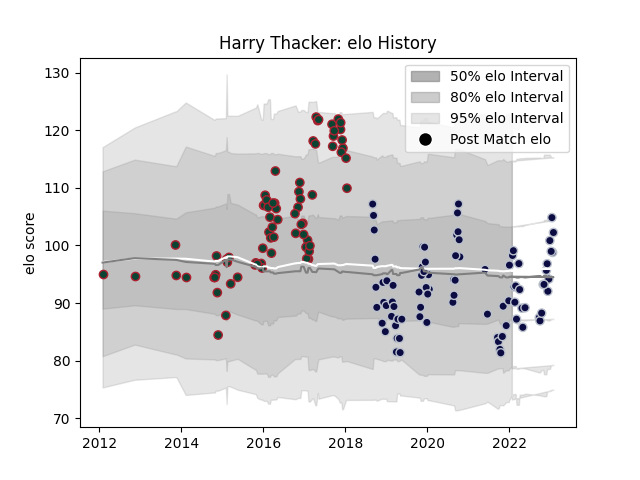 Harry Thacker: elo History
50% elo Interval
80% elo Interval
95% elo Interval
Post Match elo
elo score
130
120
110
100
90
80
70
2012
2014
2016
2018
2020
2022